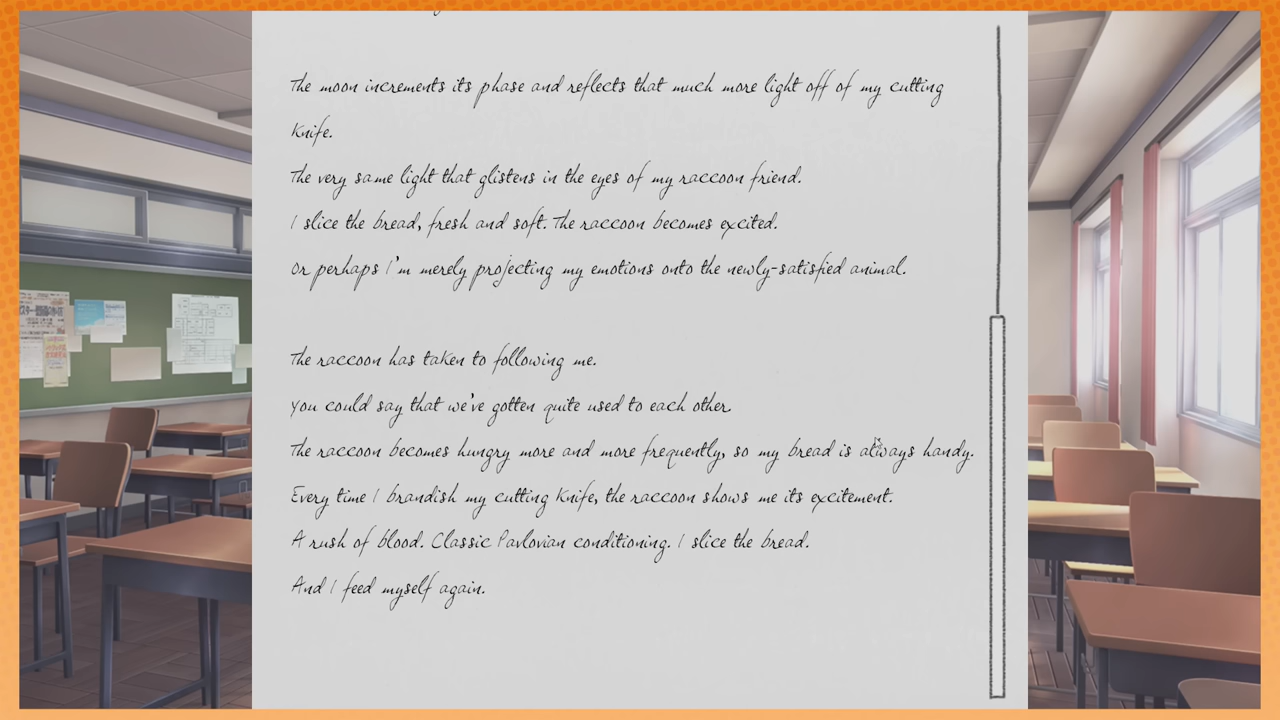 The moon increments its phase and reflects that much more light off of my cutting
knife.
The very same light that glistens in the eyes of my raccoon friend.
I slice the bread, fresh and soft. The raccoon becomes excited.
Or perhaps I'm merely projecting my emotions onto the newly-satisfied animal.
The raccoon has taken to following me.
You could say that we've gotten quite used to each other.
The raccoon becomes hungry more and more frequently, so my bread is always handy.
Every time I brandish my cutting knife, the raccoon shows me its excitement.
A rush of blood. Classic Pavlovian conditioning. I slice the bread.
And I feed myself again.